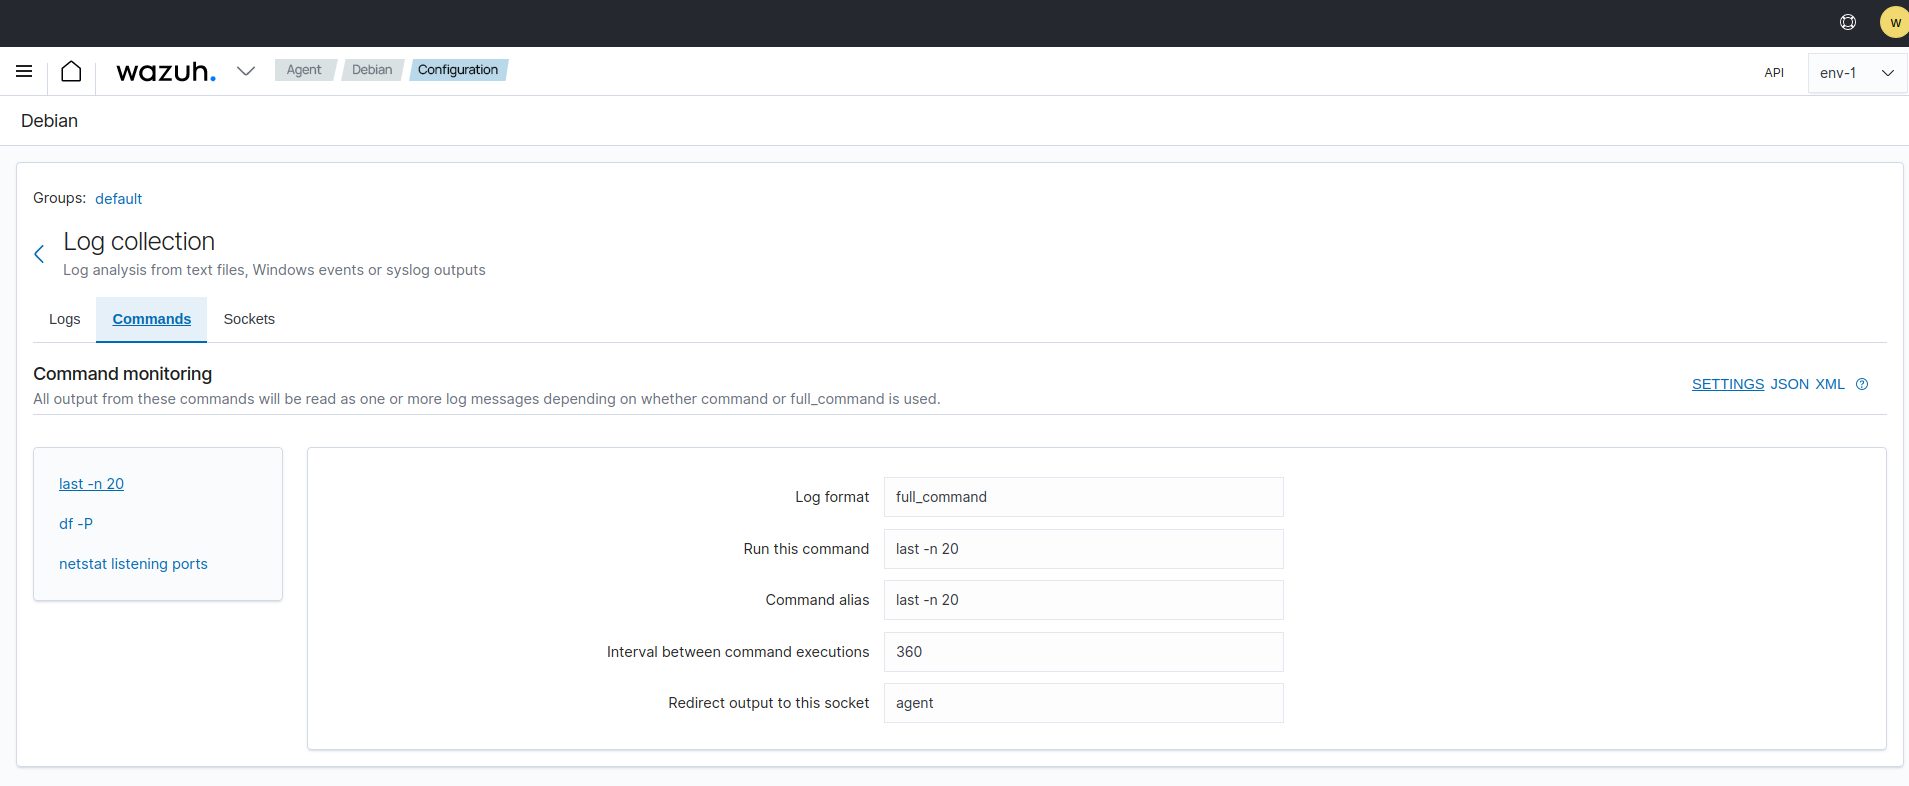 W
wazuh.
Agent
Debian
Configuration
API
env-1
Debian
Groups: default
Log collection
Log analysis from text files, Windows events or syslog outputs
Logs
Commands
Sockets
Command monitoring
All output from these commands will be read as one or more log messages depending on whether command or full_command is used.
SETTINGS JSON XML
last -n 20
df -P
netstat listening ports
Log format full_command
Run this command last -n 20
Command alias last -n 20
Interval between command executions 360
Redirect output to this socket agent